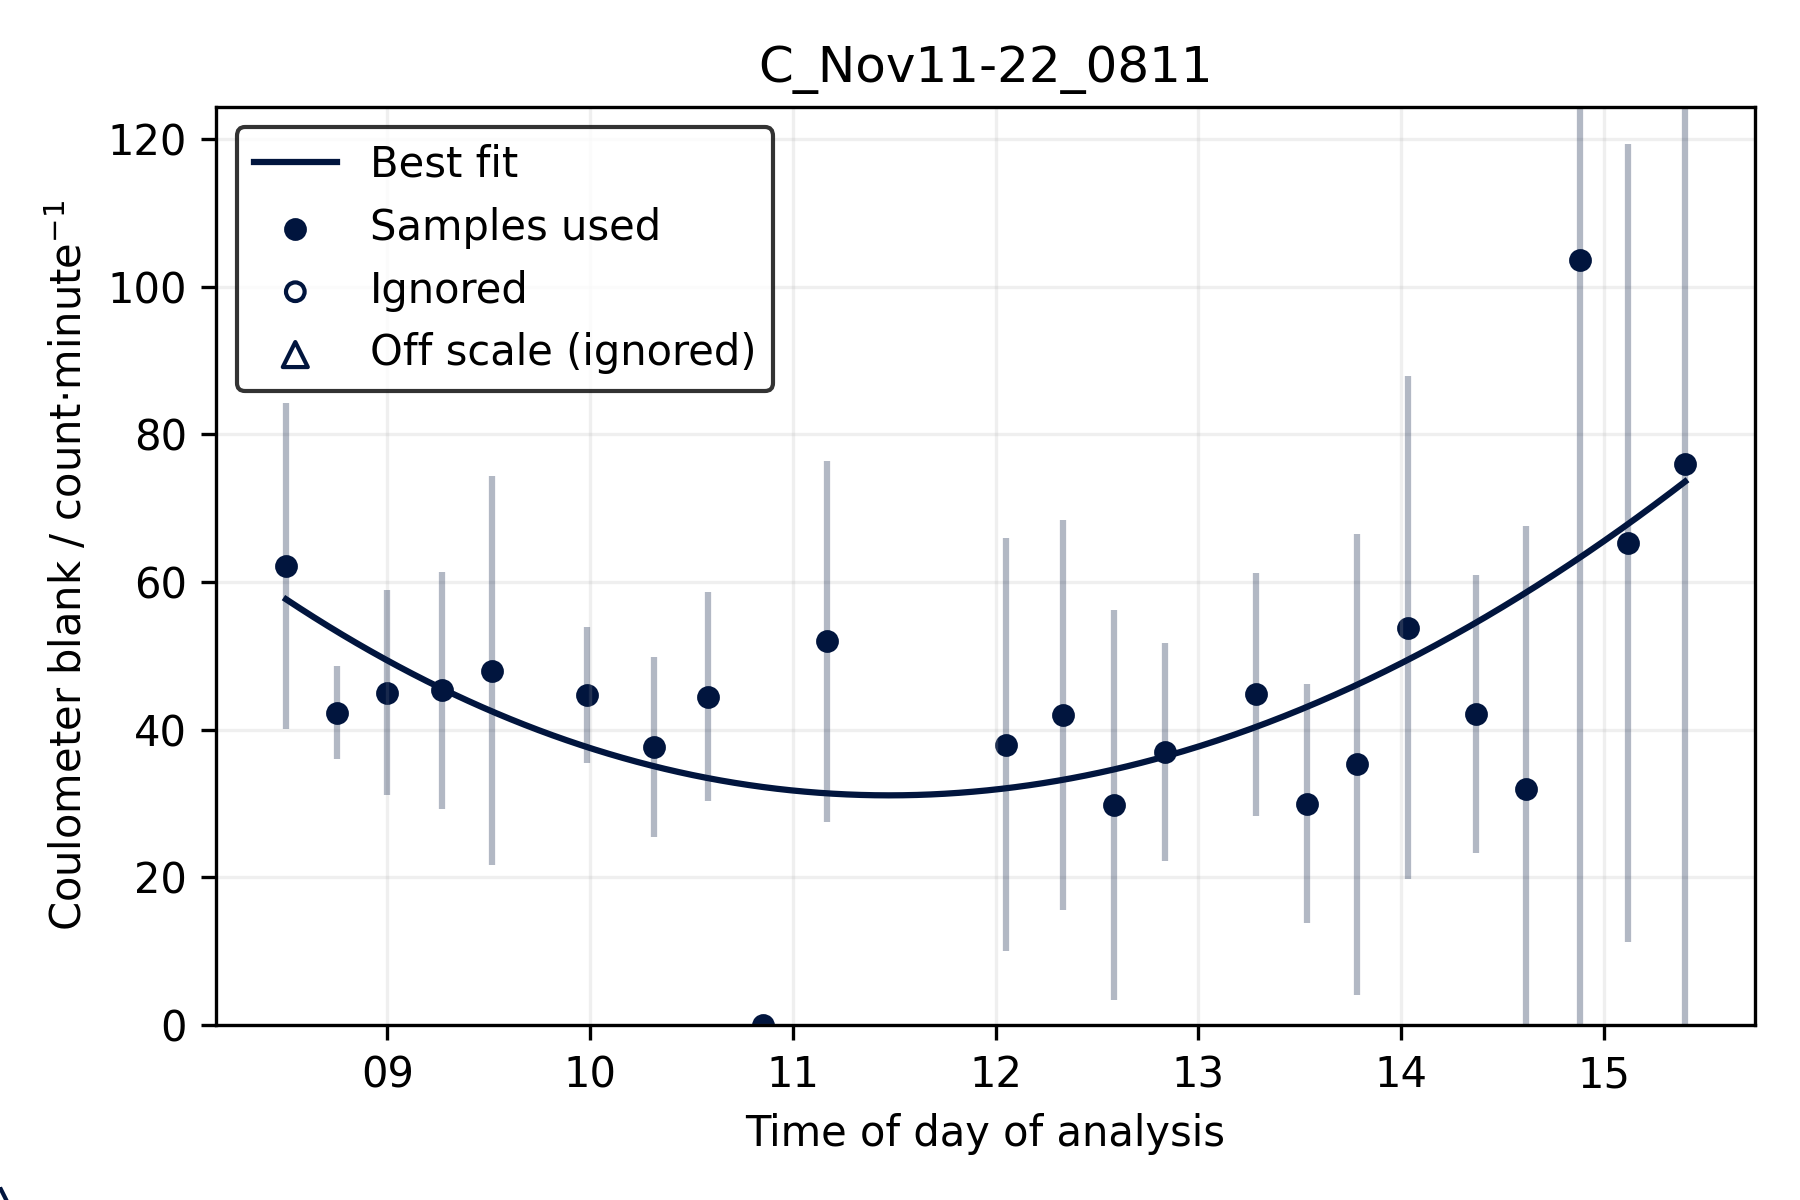 C_Nov11-22_0811
Best fit
Samples used
Ignored
Off scale (ignored)
Coulometer blank / count·minute⁻¹
120
100
80
60
40
20
0
09 10 11 12 13 14 15
Time of day of analysis